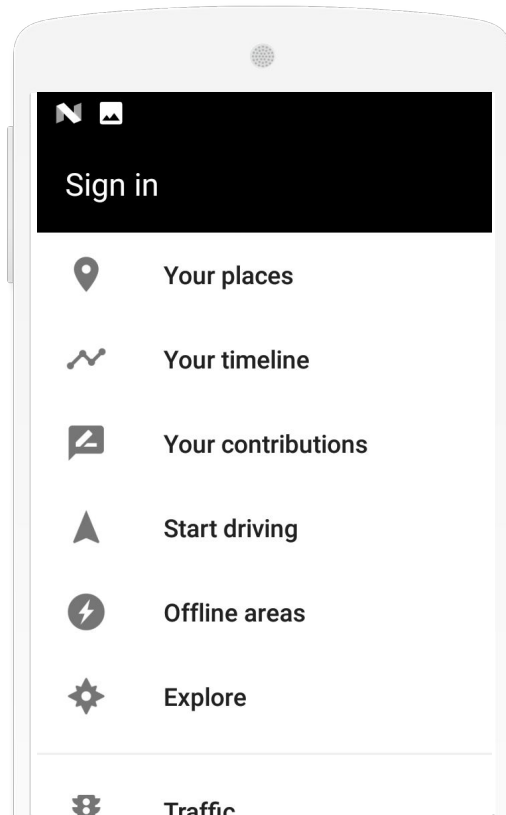 Sign in
Your places
Your timeline
Your contributions
Start driving
Offline areas
Explore
Traffic